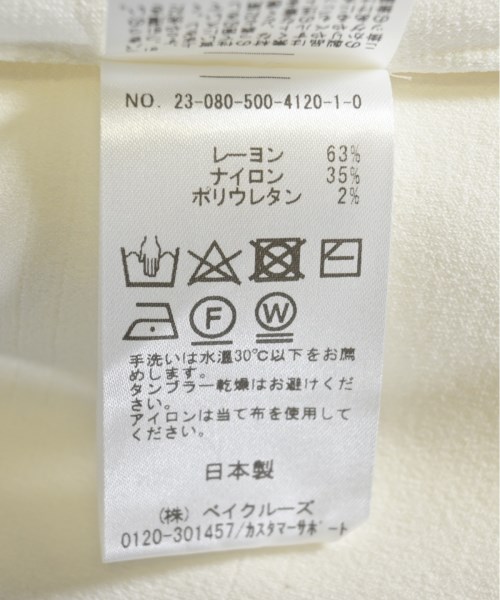 NO. 23-080-500-4120-1-0
レーヨン 63%
ナイロン 35%
ポリウレタン 2%
F W
手洗いは水温30℃以下をお薦
めします。
タンブラー乾燥はお避けくだ
さい。
アイロンは当て布を使用して
ください。
日本製
(株) ベイクルーズ
0120-301457/カスタマーサポート